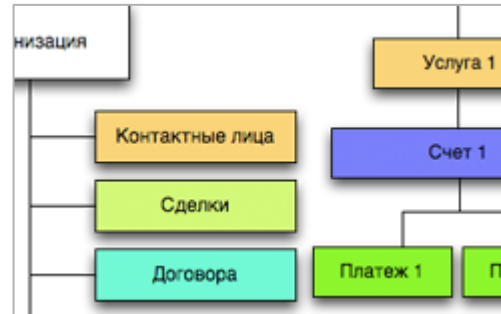 низация
Услуга 1
Контактные лица
Счет 1
Сделки
Договора
Платеж 1
П